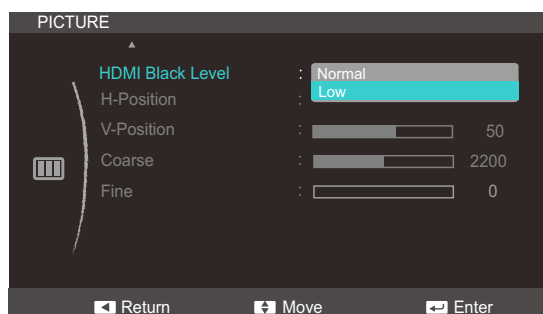 PICTURE
HDMI Black Level : Normal
Low
H-Position :
V-Position : 50
Coarse : 2200
Fine : 0
Return Move Enter